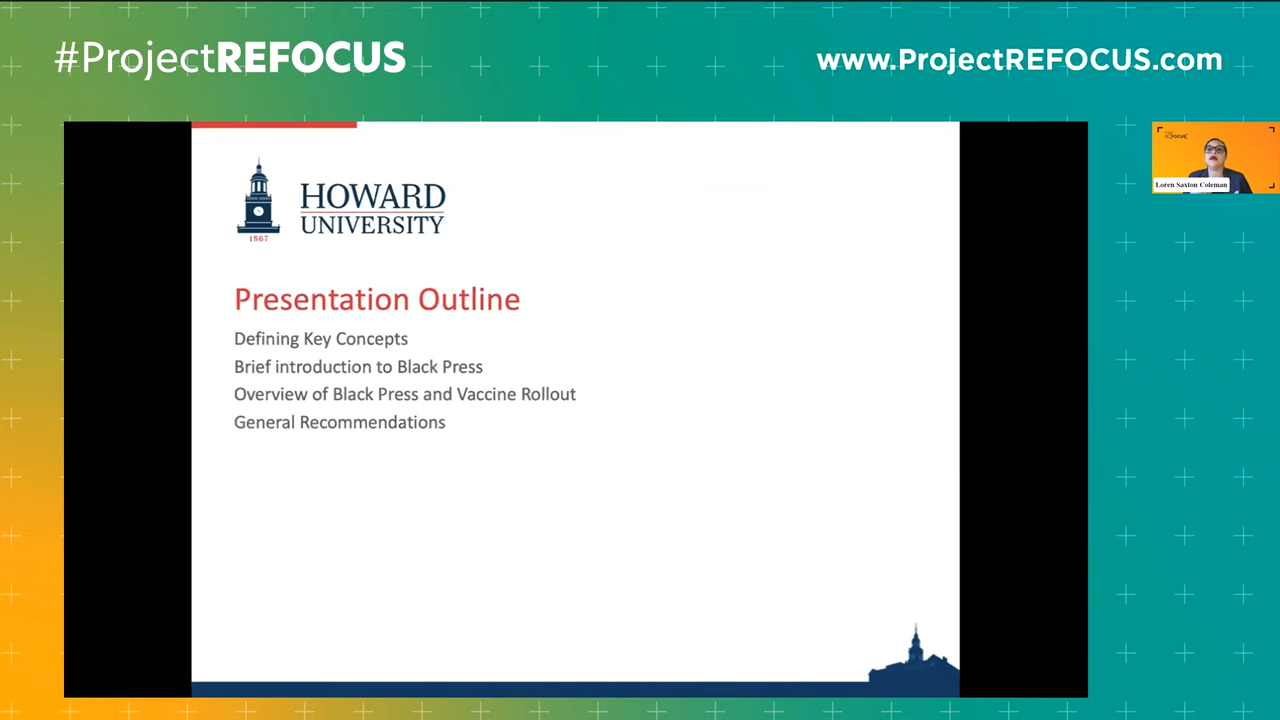 #ProjectREFOCUS
www.ProjectREFOCUS.com
REFOCUS
Loren Saxton Coleman
HOWARD
UNIVERSITY
1867
Presentation Outline
Defining Key Concepts
Brief introduction to Black Press
Overview of Black Press and Vaccine Rollout
General Recommendations